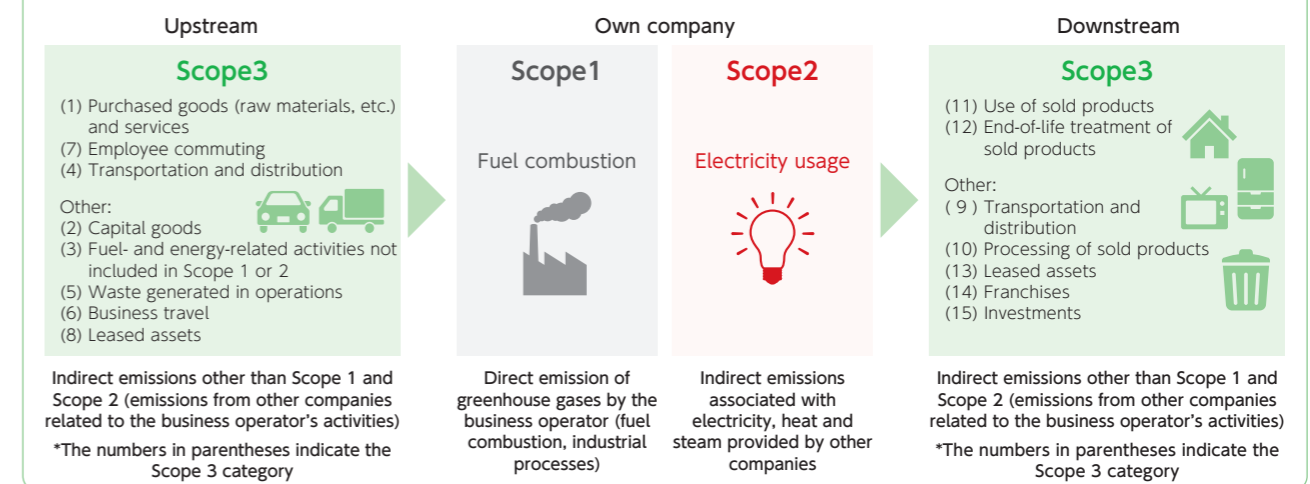 Upstream
Scope3
(1) Purchased goods (raw materials, etc.)
and services
(7) Employee commuting
(4) Transportation and distribution
Other:
(2) Capital goods
(3) Fuel- and energy-related activities not
included in Scope 1 or 2
(5) Waste generated in operations
(6) Business travel
(8) Leased assets
Indirect emissions other than Scope 1 and
Scope 2 (emissions from other companies
related to the business operator's activities)
*The numbers in parentheses indicate the
Scope 3 category
Own company
Scope1
Fuel combustion
Direct emission of
greenhouse gases by the
business operator (fuel
combustion, industrial
processes)
Scope2
Electricity usage
Indirect emissions
associated with
electricity, heat and
steam provided by other
companies
Downstream
Scope3
(11) Use of sold products
(12) End-of-life treatment of
sold products
Other:
( 9 ) Transportation and
distribution
(10) Processing of sold products
(13) Leased assets
(14) Franchises
(15) Investments
Indirect emissions other than Scope 1 and
Scope 2 (emissions from other companies
related to the business operator's activities)
*The numbers in parentheses indicate the
Scope 3 category